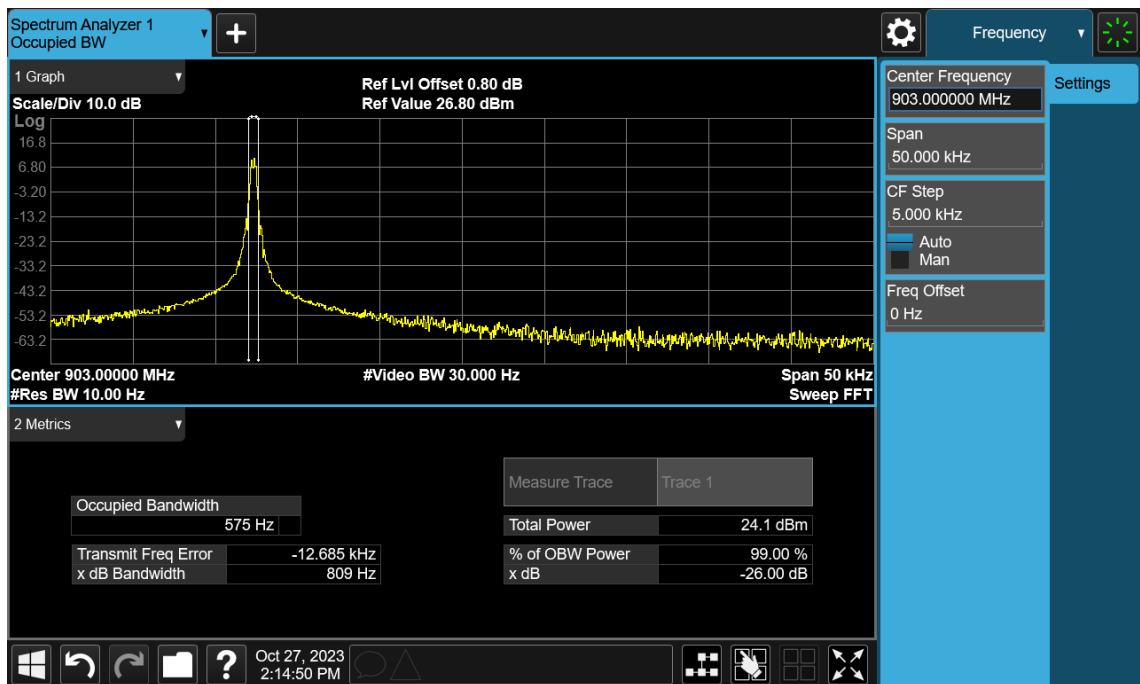 Spectrum Analyzer 1
Occupied BW
Frequency
1 Graph
Ref Lvl Offset 0.80 dB
Scale/Div 10.0 dB
Ref Value 26.80 dBm
Log
16.8
6.80
-3.20
-13.2
-23.2
-33.2
-43.2
-53.2
-63.2
Center 903.00000 MHz
#Video BW 30.000 Hz
Span 50 kHz
#Res BW 10.00 Hz
Sweep FFT
Center Frequency
903.000000 MHz
Settings
Span
50.000 kHz
CF Step
5.000 kHz
Auto
Man
Freq Offset
0 Hz
2 Metrics
Measure Trace
Trace 1
Occupied Bandwidth
575 Hz
Total Power
24.1 dBm
Transmit Freq Error
-12.685 kHz
% of OBW Power
99.00 %
x dB Bandwidth
809 Hz
x dB
-26.00 dB
?
Oct 27, 2023
2:14:50 PM